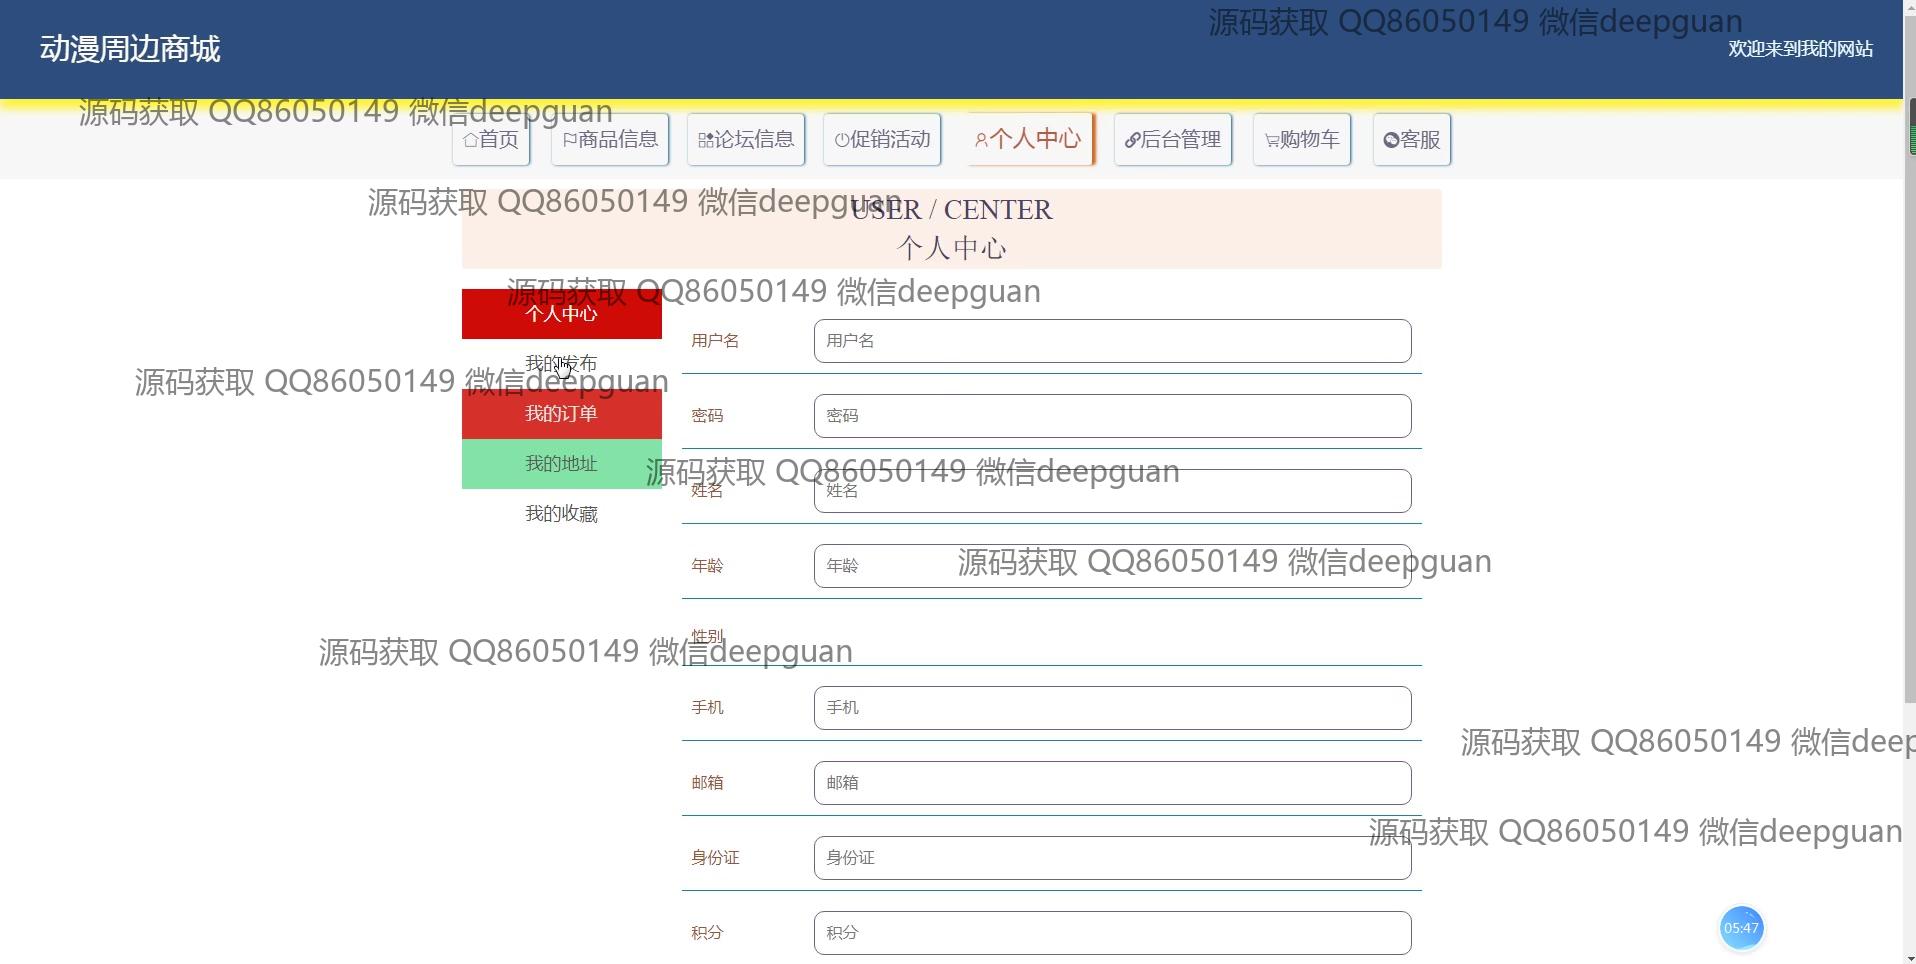 源码获取 QQ86050149 微信deepguan
动漫周边商城
欢迎来到我的网站
源码获取 QQ86050149 微信deepguan
首页 商品信息 论坛信息 促销活动 个人中心 后台管理 购物车 客服
源码获取 QQ86050149 微信deepguan
USER / CENTER
个人中心
源码获取 QQ86050149 微信deepguan
个人中心
用户名 用户名
我的发布
源码获取 QQ86050149 微信deepguan
我的订单
密码 密码
我的地址
源码获取 QQ86050149 微信deepguan
姓名 姓名
我的收藏
源码获取 QQ86050149 微信deepguan
年龄 年龄
性别
源码获取 QQ86050149 微信deepguan
手机 手机
源码获取 QQ86050149 微信deep
邮箱 邮箱
源码获取 QQ86050149 微信deepguan
身份证 身份证
积分 积分
05:47